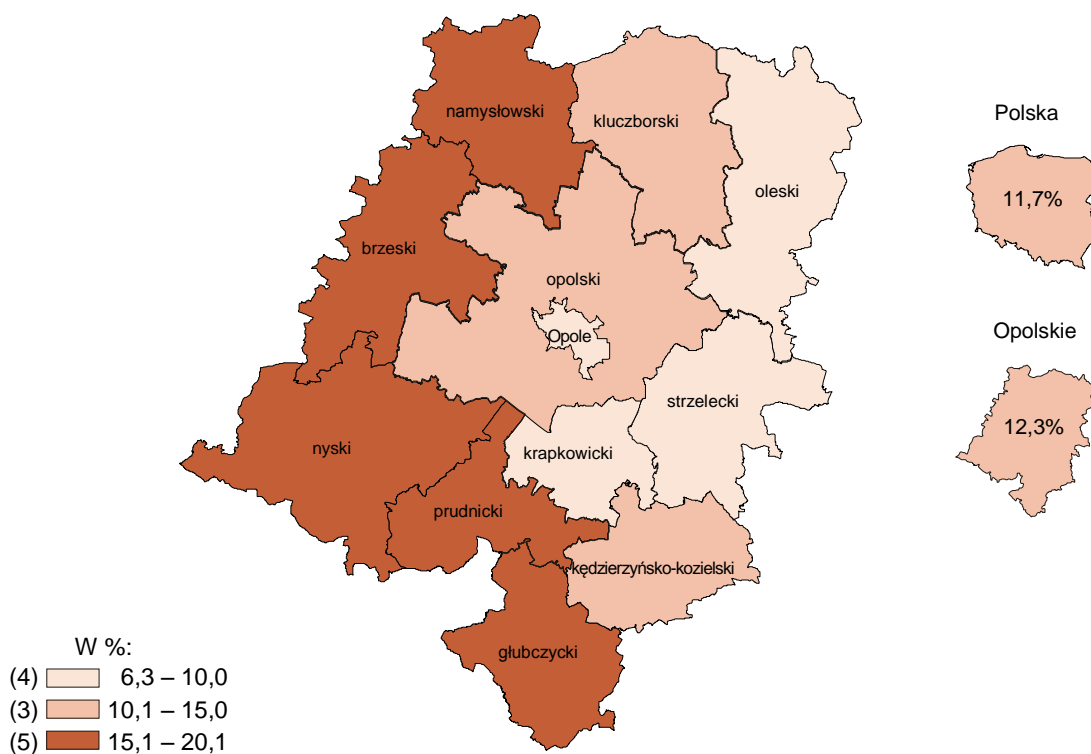 namysłowski
kluczborski
oleski
brzeski
opolski
Opole
strzelecki
nyski
krapkowicki
prudnicki
kędzierzyńsko-kozielski
głubczycki
Polska
11,7%
Opolskie
12,3%
W %:
(4) 6,3 – 10,0
(3) 10,1 – 15,0
(5) 15,1 – 20,1